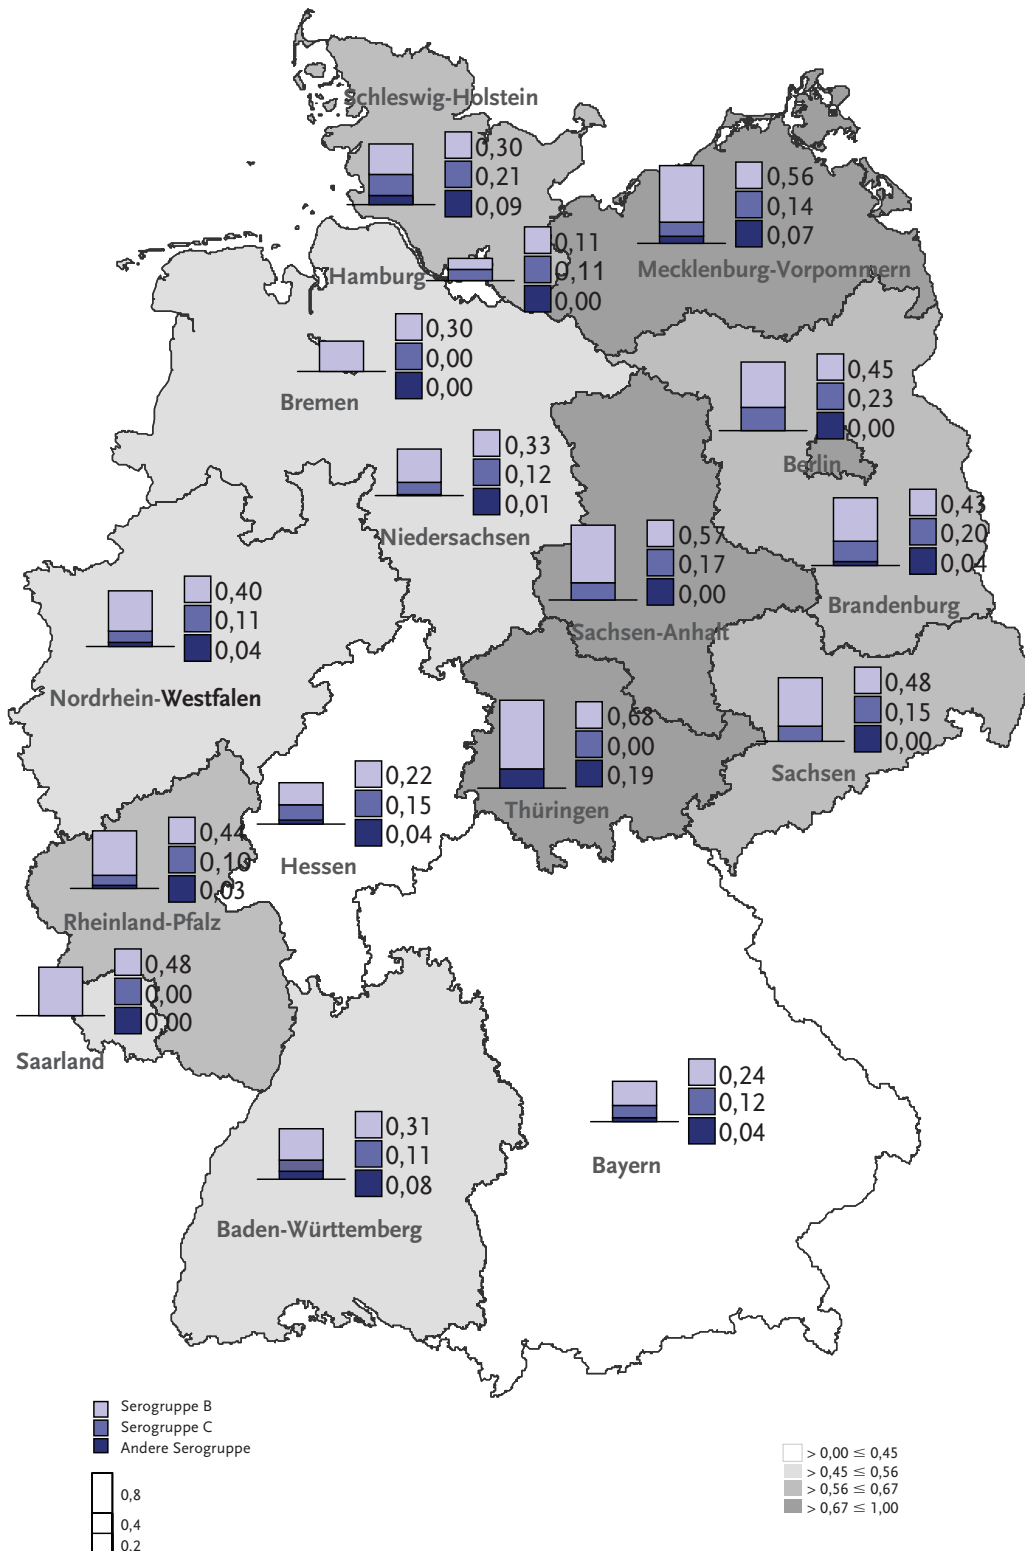 Schleswig-Holstein
0,30
0,21
0,09
0,56
0,14
0,07
Mecklenburg-Vorpommern
Hamburg
0,11
0,11
0,00
0,30
0,00
0,00
Bremen
0,45
0,23
0,00
Berlin
0,33
0,12
0,01
Niedersachsen
0,43
0,20
0,04
Brandenburg
0,57
0,17
0,00
Sachsen-Anhalt
0,40
0,11
0,04
Nordrhein-Westfalen
0,48
0,15
0,00
Sachsen
0,68
0,00
0,19
Thüringen
0,22
0,15
0,04
Hessen
0,44
0,10
0,03
Rheinland-Pfalz
0,48
0,00
0,00
Saarland
0,24
0,12
0,04
Bayern
0,31
0,11
0,08
Baden-Württemberg
Serogruppe B
Serogruppe C
Andere Serogruppe
0,8
0,4
0,2
> 0,00 ≤ 0,45
> 0,45 ≤ 0,56
> 0,56 ≤ 0,67
> 0,67 ≤ 1,00